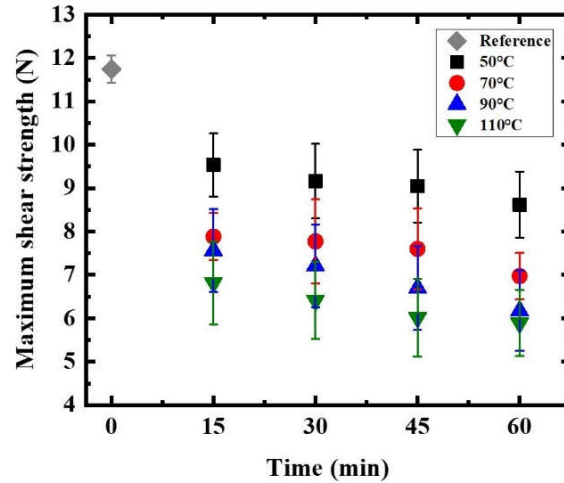 Maximum shear strength (N)
13
12
11
10
9
8
7
6
5
4
Reference
50°C
70°C
90°C
110°C
0 15 30 45 60
Time (min)